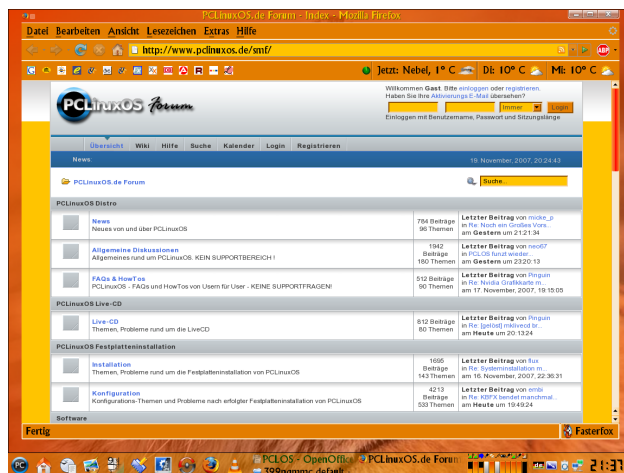 PCLinuxOS.de Forum - Index - Mozilla Firefox
Datei Bearbeiten Ansicht Lesezeichen Extras Hilfe
http://www.pclinuxos.de/smf/
ABP
Jetzt: Nebel, 1° C Di: 10° C Mi: 10° C
PCLinuxOS Forum
Willkommen Gast. Bitte einloggen oder registrieren.
Haben Sie Ihre Aktivierungs E-Mail übersehen?
Immer Login
Einloggen mit Benutzername, Passwort und Sitzungslänge
Übersicht Wiki Hilfe Suche Kalender Login Registrieren
News: 19. November, 2007, 20:24:43
PCLinuxOS.de Forum Suche...
PCLinuxOS Distro
News
Neues von und über PCLinuxOS
784 Beiträge
96 Themen
Letzter Beitrag von micke_p
in Re: Noch ein Großes Vors...
am Gestern um 21:21:34
Allgemeine Diskussionen
Allgemeines rund um PCLinuxOS. KEIN SUPPORTBEREICH !
1942
Beiträge
180 Themen
Letzter Beitrag von neo67
in PCLOS funzt wieder...
am Gestern um 23:20:13
FAQs & HowTos
PCLinuxOS - FAQs und HowTos von Usern für User - KEINE SUPPORTFRAGEN!
512 Beiträge
90 Themen
Letzter Beitrag von Pinguin
in Re: Nvidia Grafikkarte m...
am 17. November, 2007, 19:15:05
PCLinuxOS Live-CD
Live-CD
Themen, Probleme rund um die LiveCD
812 Beiträge
80 Themen
Letzter Beitrag von Pinguin
in Re: [gelöst] mklivecd br...
am Heute um 20:13:24
PCLinuxOS Festplatteninstallation
Installation
Themen, Probleme rund um die Festplatteninstallation von PCLinuxOS
1695
Beiträge
143 Themen
Letzter Beitrag von flux
in Re: Systeminstallation m...
am 16. November, 2007, 22:36:31
Konfiguration
Konfigurations-Themen und Probleme nach erfolgter Festplatteninstallation von PCLinuxOS
4213
Beiträge
533 Themen
Letzter Beitrag von embi
in Re: KBFX bendet manchmal...
am Heute um 19:49:24
Software
Fertig Fasterfox
PCLOS - OpenOffice PCLinuxOS.de Forum
default
21:37